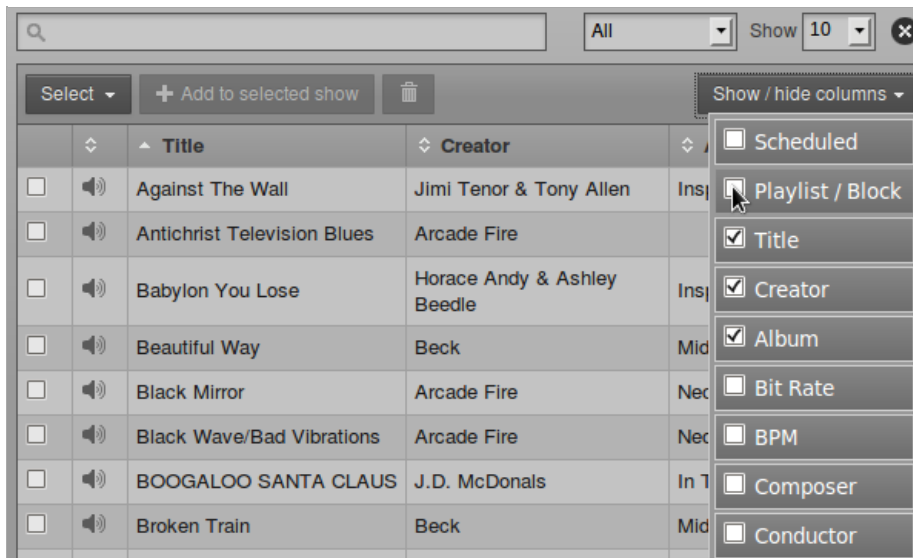 All Show 10
Select + Add to selected show Show / hide columns
Title Creator
Against The Wall Jimi Tenor & Tony Allen
Antichrist Television Blues Arcade Fire
Babylon You Lose Horace Andy & Ashley
Beedle
Beautiful Way Beck Mid
Black Mirror Arcade Fire
Black Wave/Bad Vibrations Arcade Fire
BOOGALOO SANTA CLAUS J.D. McDonals In T
Broken Train Beck Mid
Scheduled
Playlist / Block
Title
Creator
Album
Bit Rate
BPM
Composer
Conductor